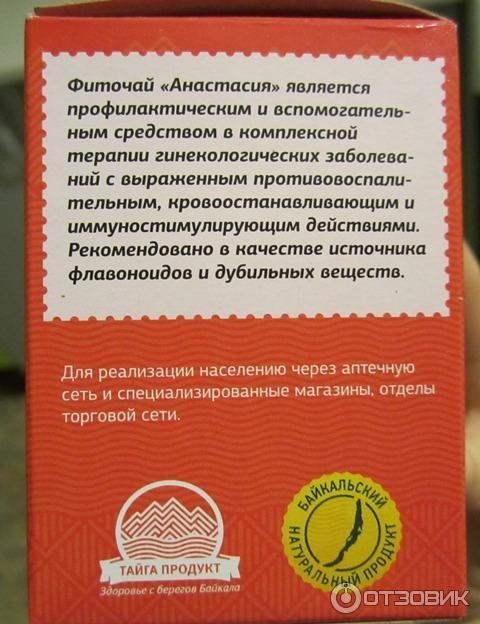 Фиточай «Анастасия» является
профилактическим и вспомогатель-
ным средством в комплексной
терапии гинекологических заболева-
ний с выраженным противовоспали-
тельным, кровоостанавливающим и
иммуностимулирующим действиями.
Рекомендовано в качестве источника
флавоноидов и дубильных веществ.
Для реализации населению через аптечную
сеть и специализированные магазины, отделы
торговой сети.
ТАЙГА ПРОДУКТ
Здоровье с берегов Байкала
БАЙКАЛЬСКИЙ
НАТУРАЛЬНЫЙ ПРОДУКТ
ОТЗОВИК